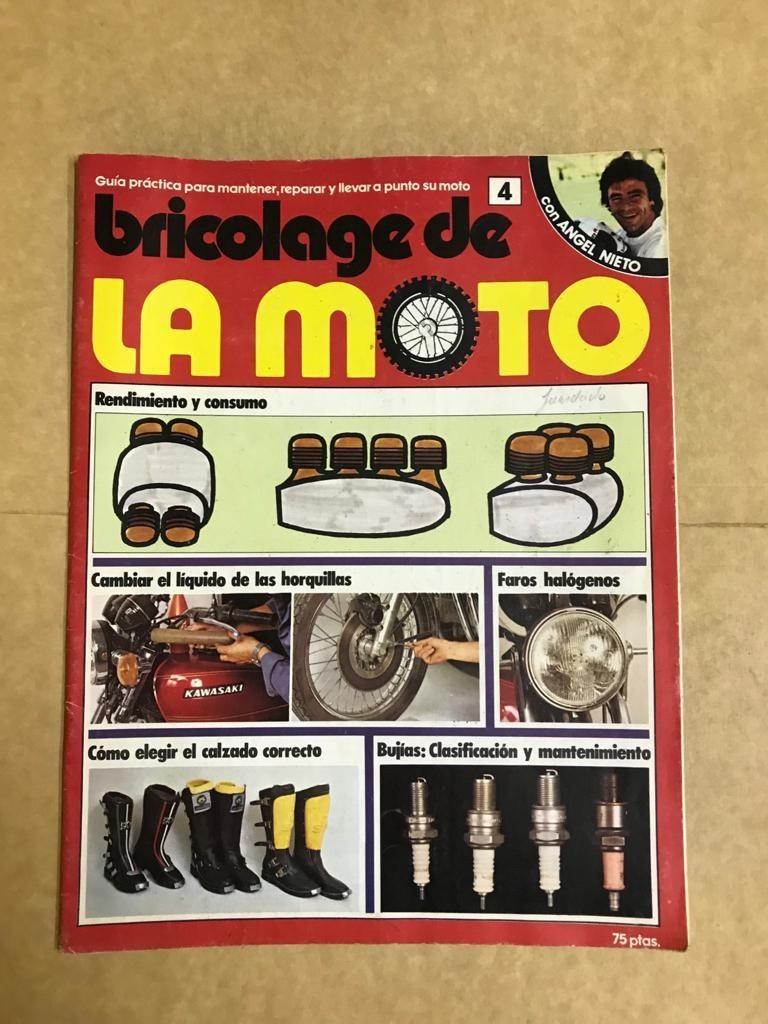 Guía práctica para mantener, reparar y llevar a punto su moto
4
bricolage de
con ANGEL NIETO
LA MOTO
Rendimiento y consumo
Cambiar el líquido de las horquillas
Faros halógenos
KAWASAKI
Cómo elegir el calzado correcto
Bujías: Clasificación y mantenimiento
75 ptas.